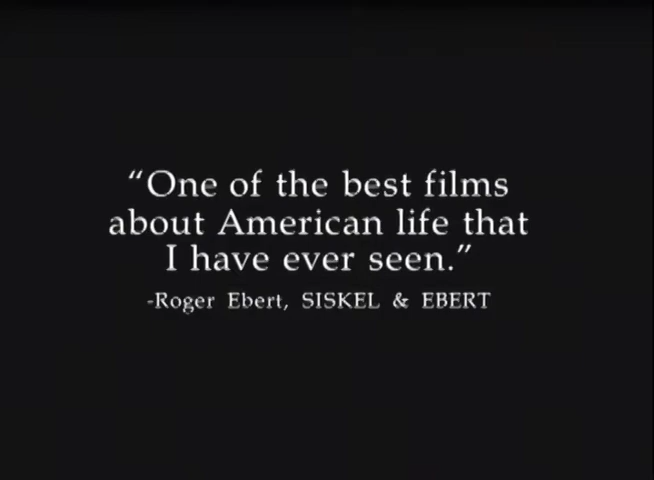 “One of the best films
about American life that
I have ever seen.”
-Roger Ebert, SISKEL & EBERT